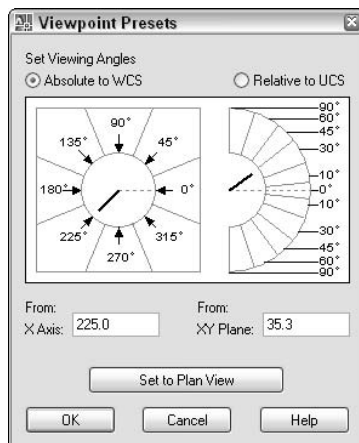 Viewpoint Presets
Set Viewing Angles
Absolute to WCS
Relative to UCS
90°
135°
45°
180°
0°
225°
315°
270°
90°
60°
45°
30°
10°
0°
10°
30°
45°
60°
90°
From:
X Axis: 225.0
From:
XY Plane: 35.3
Set to Plan View
OK
Cancel
Help